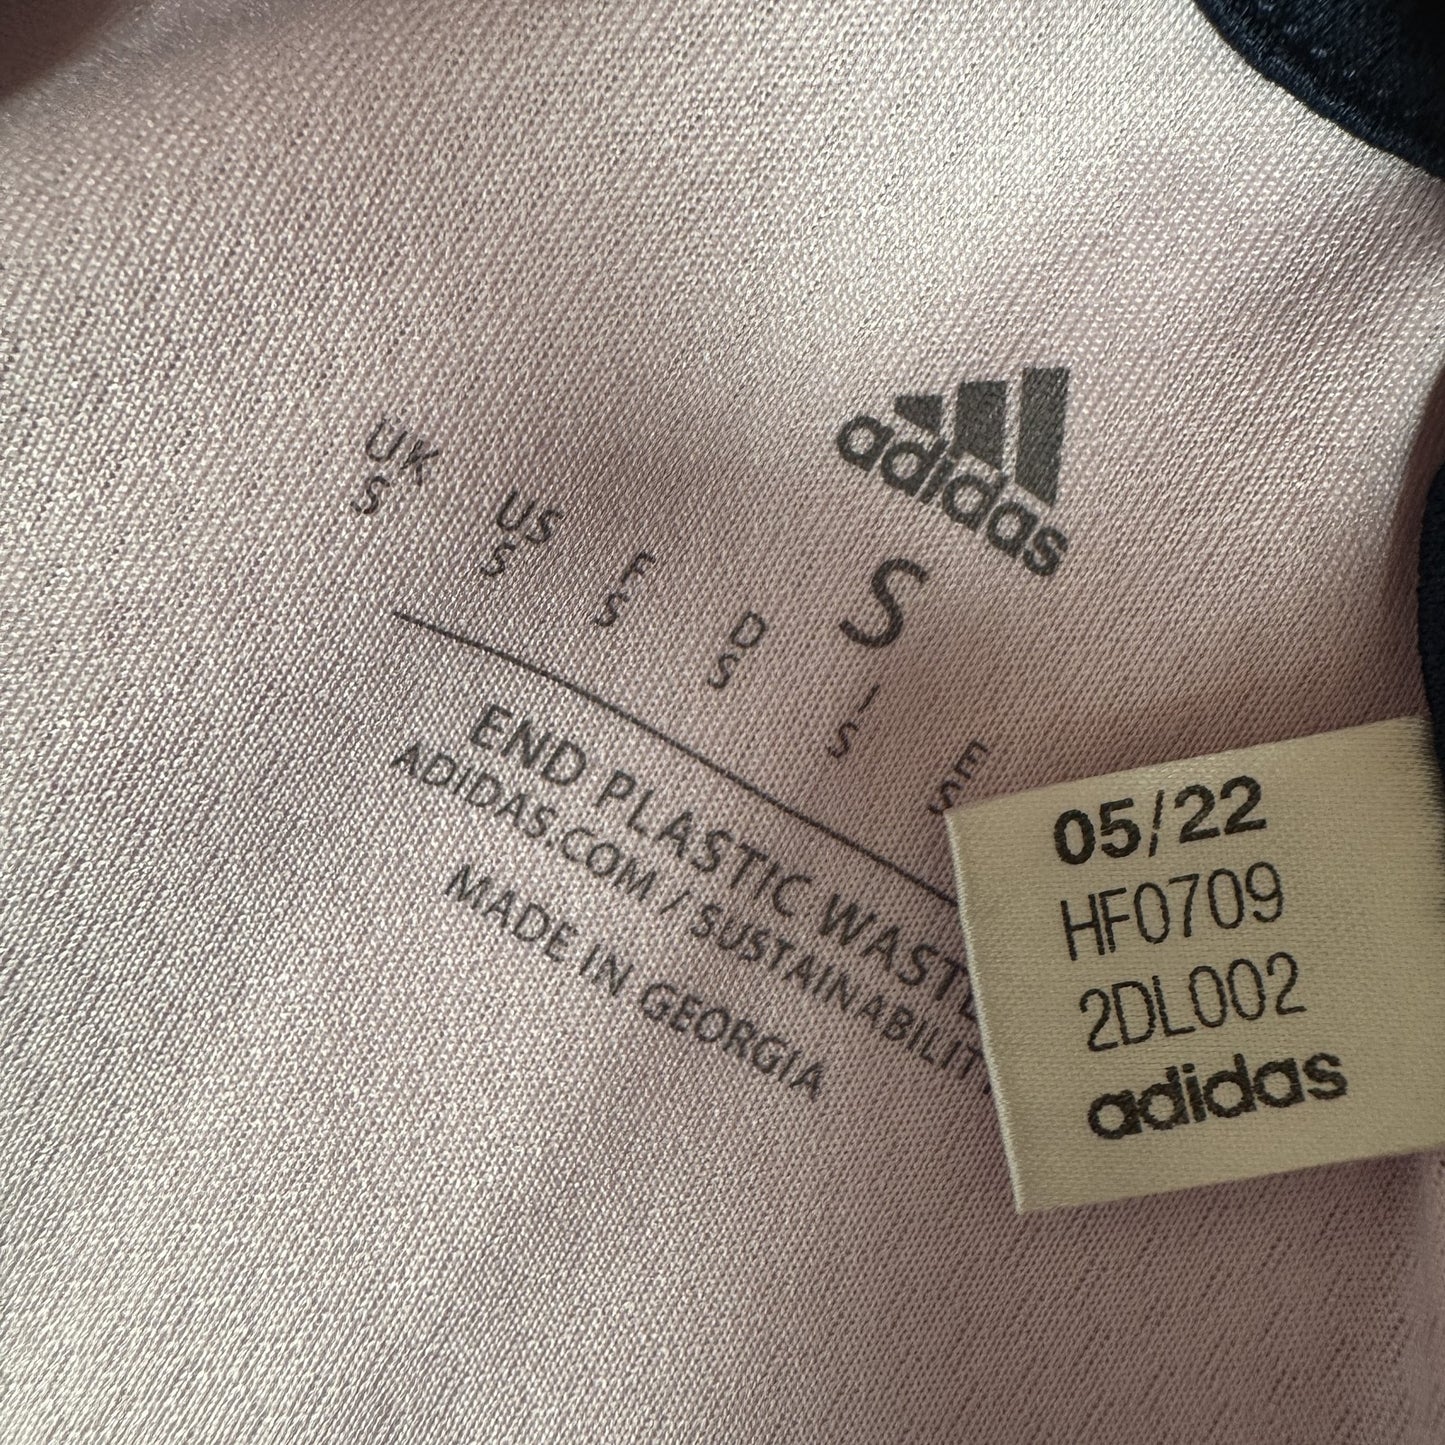 adidas
S
UK US F D I E
S S S S S S
END PLASTIC WASTE
ADIDAS.COM / SUSTAINABILITY
MADE IN GEORGIA
05/22
HF0709
2DL002
adidas